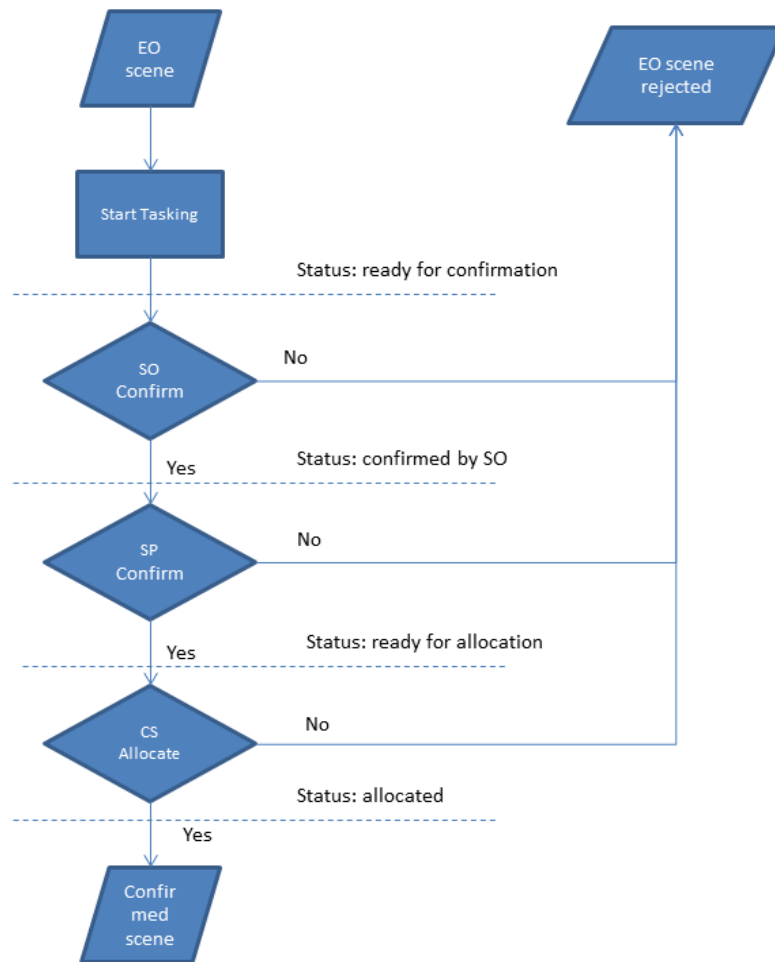 EO
scene
EO scene
rejected
Start Tasking
Status: ready for confirmation
SO
Confirm
No
Yes
Status: confirmed by SO
SP
Confirm
No
Yes
Status: ready for allocation
CS
Allocate
No
Status: allocated
Yes
Confir
med
scene